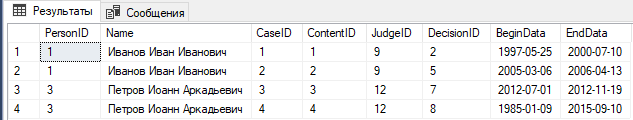 Результаты Сообщения
PersonID Name CaseID ContentID JudgeID DecisionID BeginData EndData
1 1 Иванов Иван Иванович 1 1 9 2 1997-05-25 2000-07-10
2 1 Иванов Иван Иванович 2 2 9 5 2005-03-06 2006-04-13
3 3 Петров Иоанн Аркадьевич 3 3 12 7 2012-07-01 2012-11-19
4 3 Петров Иоанн Аркадьевич 4 4 12 8 1985-01-09 2015-09-10